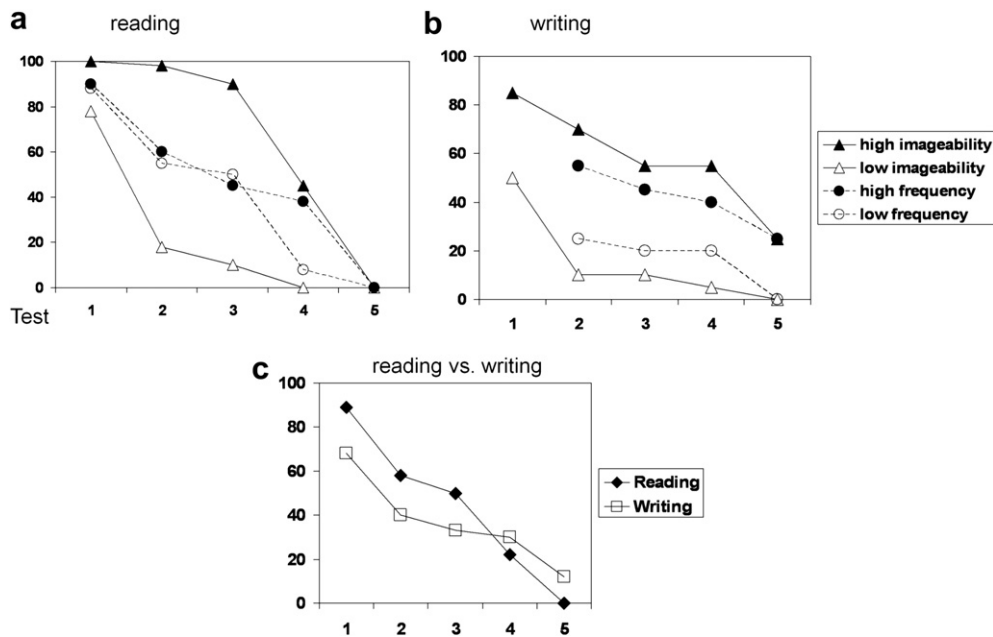 a
reading
100
80
60
40
20
0
Test
1 2 3 4 5
b
writing
100
80
60
40
20
0
1 2 3 4 5
high imageability
low imageability
high frequency
low frequency
c
reading vs. writing
100
80
60
40
20
0
1 2 3 4 5
Reading
Writing